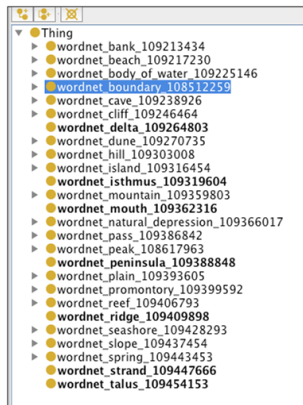 Thing
wordnet_bank_109213434
wordnet_beach_109217230
wordnet_body_of_water_109225146
wordnet_boundary_108512259
wordnet_cave_109238926
wordnet_cliff_109246464
wordnet_delta_109264803
wordnet_dune_109270735
wordnet_hill_109303008
wordnet_island_109316454
wordnet_isthmus_109319604
wordnet_mountain_109359803
wordnet_mouth_109362316
wordnet_natural_depression_109366017
wordnet_pass_109386842
wordnet_peak_108617963
wordnet_peninsula_109388848
wordnet_plain_109393605
wordnet_promontory_109399592
wordnet_reef_109406793
wordnet_ridge_109409898
wordnet_seashore_109428293
wordnet_slope_109437454
wordnet_spring_109443453
wordnet_strand_109447666
wordnet_talus_109454153